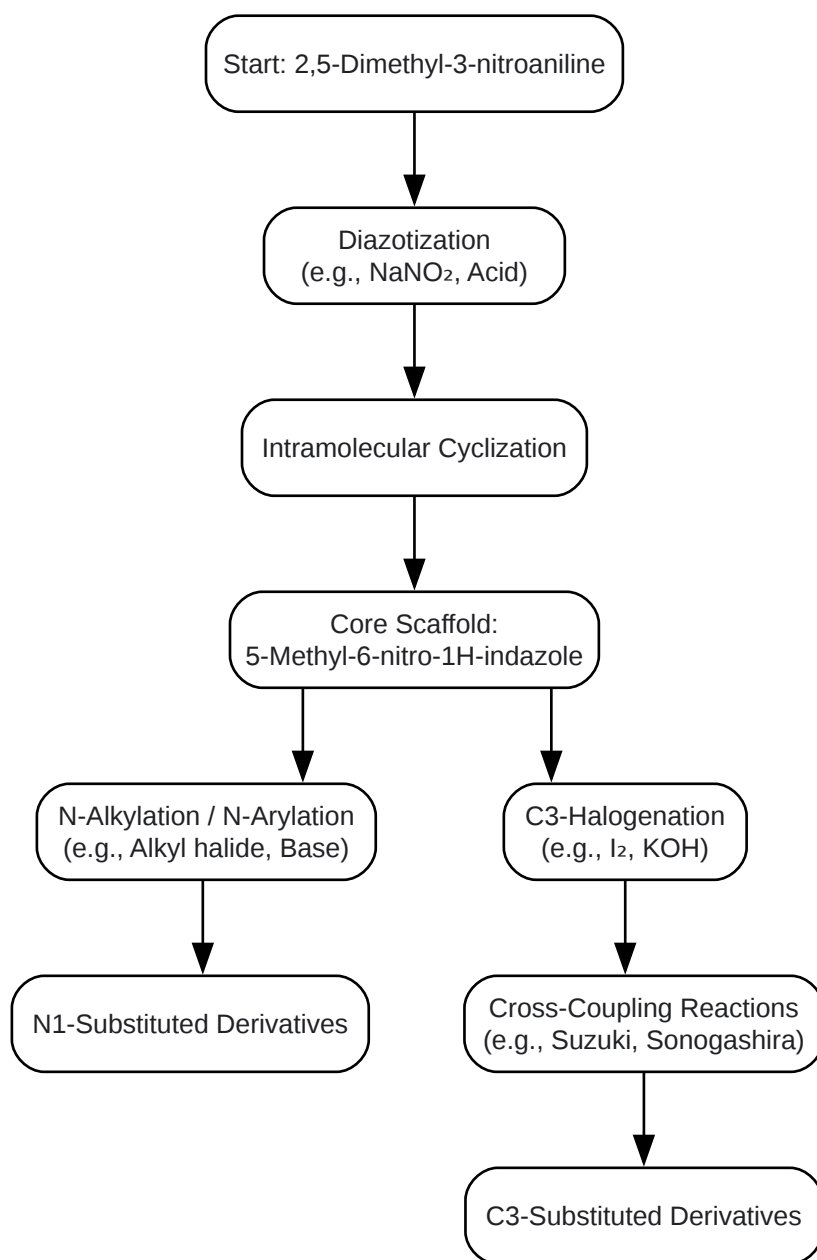 Start: 2,5-Dimethyl-3-nitroaniline
Diazotization
(e.g., NaNO₂, Acid)
Intramolecular Cyclization
Core Scaffold:
5-Methyl-6-nitro-1H-indazole
N-Alkylation / N-Arylation
(e.g., Alkyl halide, Base)
C3-Halogenation
(e.g., I₂, KOH)
N1-Substituted Derivatives
Cross-Coupling Reactions
(e.g., Suzuki, Sonogashira)
C3-Substituted Derivatives